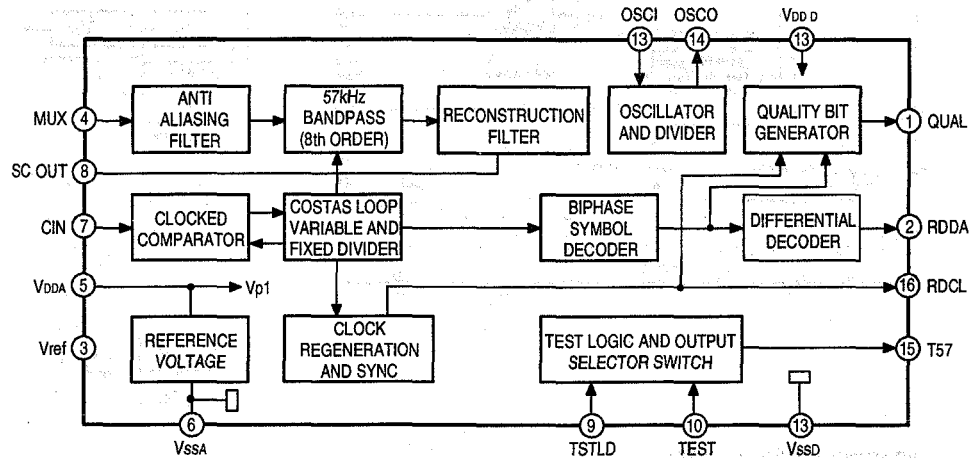 OSCI OSCO VDD D
13 14 13
MUX 4
ANTI
ALIASING
FILTER
57kHz
BANDPASS
(8th ORDER)
RECONSTRUCTION
FILTER
OSCILLATOR
AND DIVIDER
QUALITY BIT
GENERATOR
1 QUAL
SC OUT 8
CIN 7
CLOCKED
COMPARATOR
COSTAS LOOP
VARIABLE AND
FIXED DIVIDER
BIPHASE
SYMBOL
DECODER
DIFFERENTIAL
DECODER
2 RDDA
VDDA 5
Vp1
16 RDCL
Vref 3
REFERENCE
VOLTAGE
CLOCK
REGENERATION
AND SYNC
TEST LOGIC AND OUTPUT
SELECTOR SWITCH
15 T57
6 9 10 13
VSSA TSTLD TEST VSSD